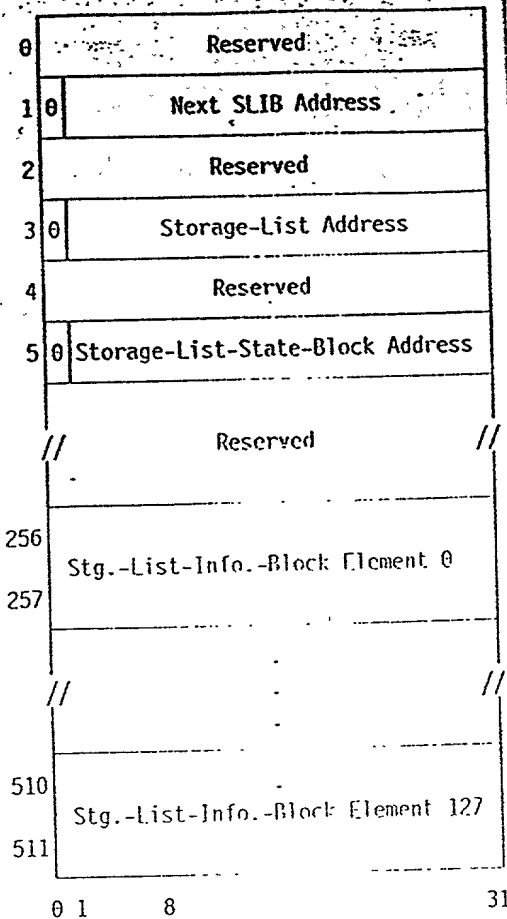 0 Reserved
1 0 Next SLIB Address
2 Reserved
3 0 Storage-List Address
4 Reserved
5 0 Storage-List-State-Block Address
// Reserved //
256
Stg.-List-Info.-Block Element 0
257
// //
510
Stg.-List-Info.-Block Element 127
511
0 1 8 31